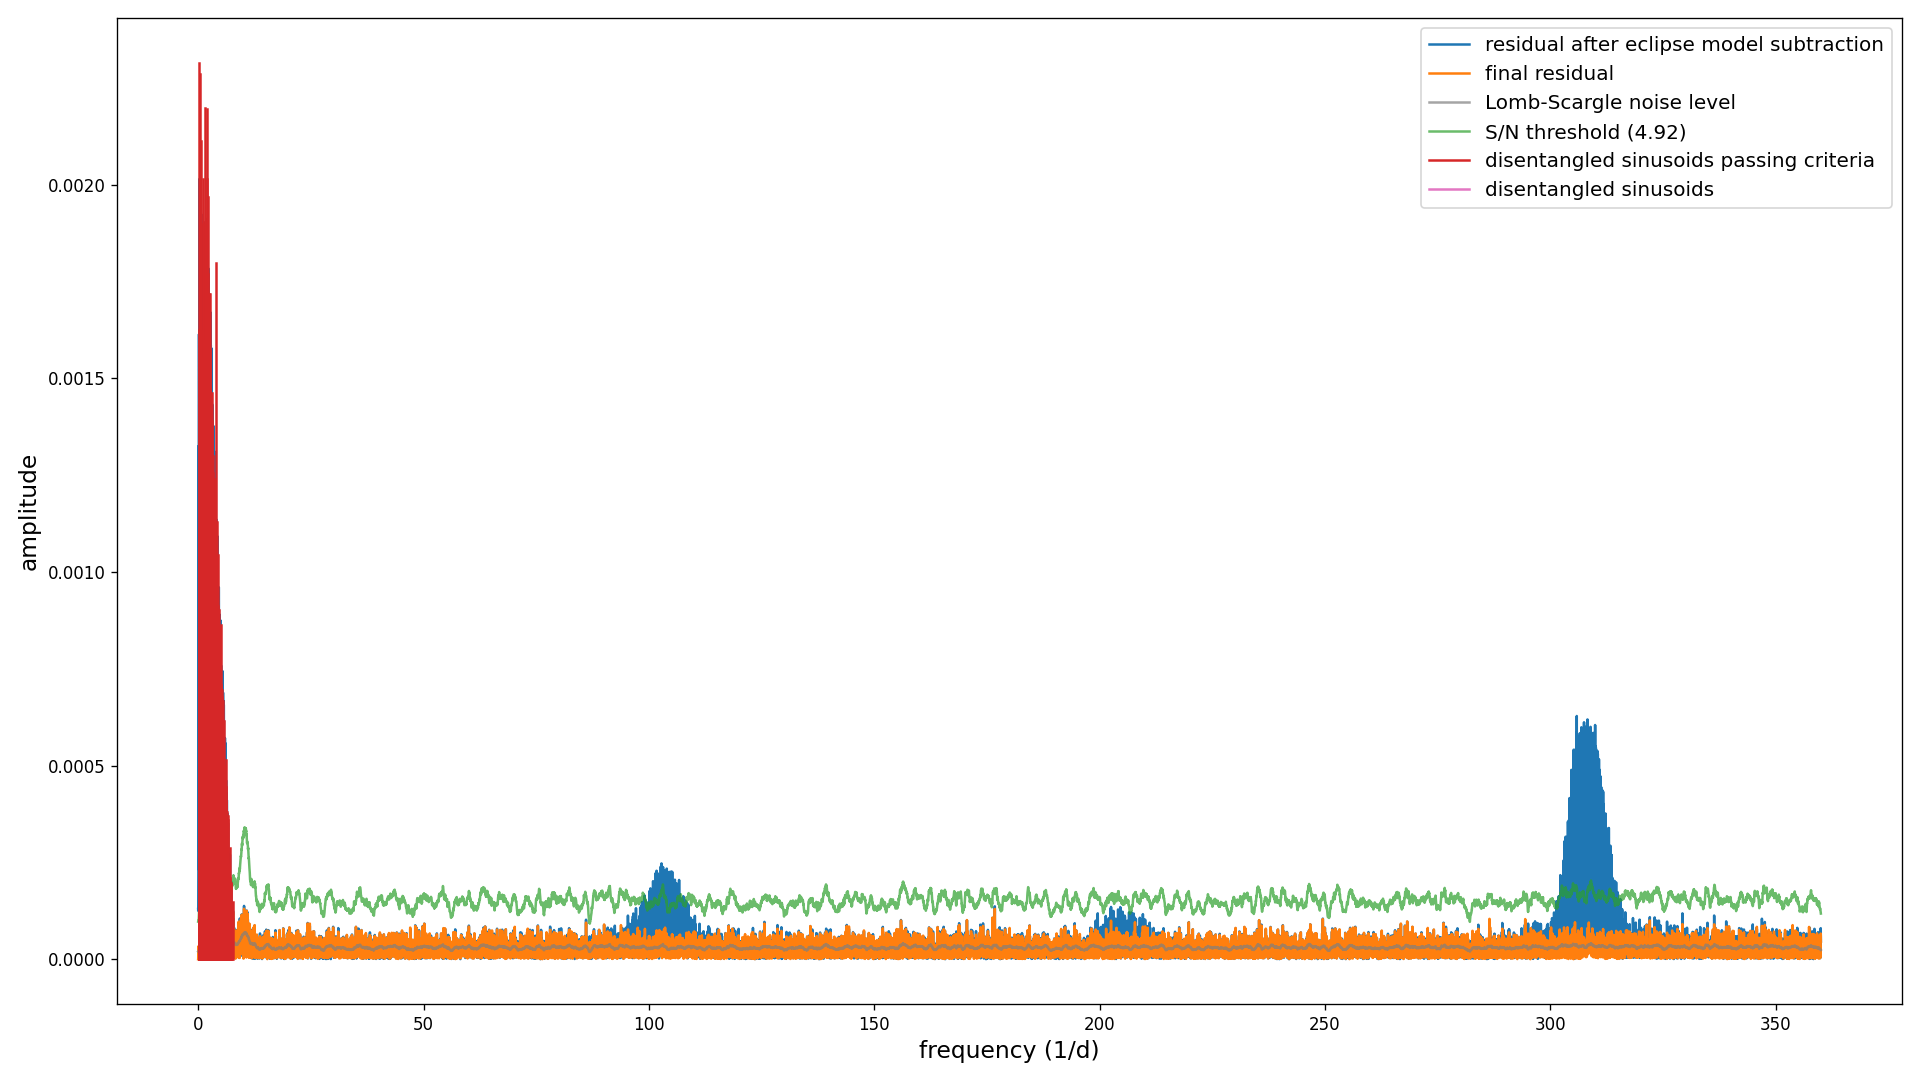 residual after eclipse model subtraction
final residual
Lomb-Scargle noise level
S/N threshold (4.92)
disentangled sinusoids passing criteria
disentangled sinusoids
amplitude
0.0020
0.0015
0.0010
0.0005
0.0000
0 50 100 150 200 250 300 350
frequency (1/d)